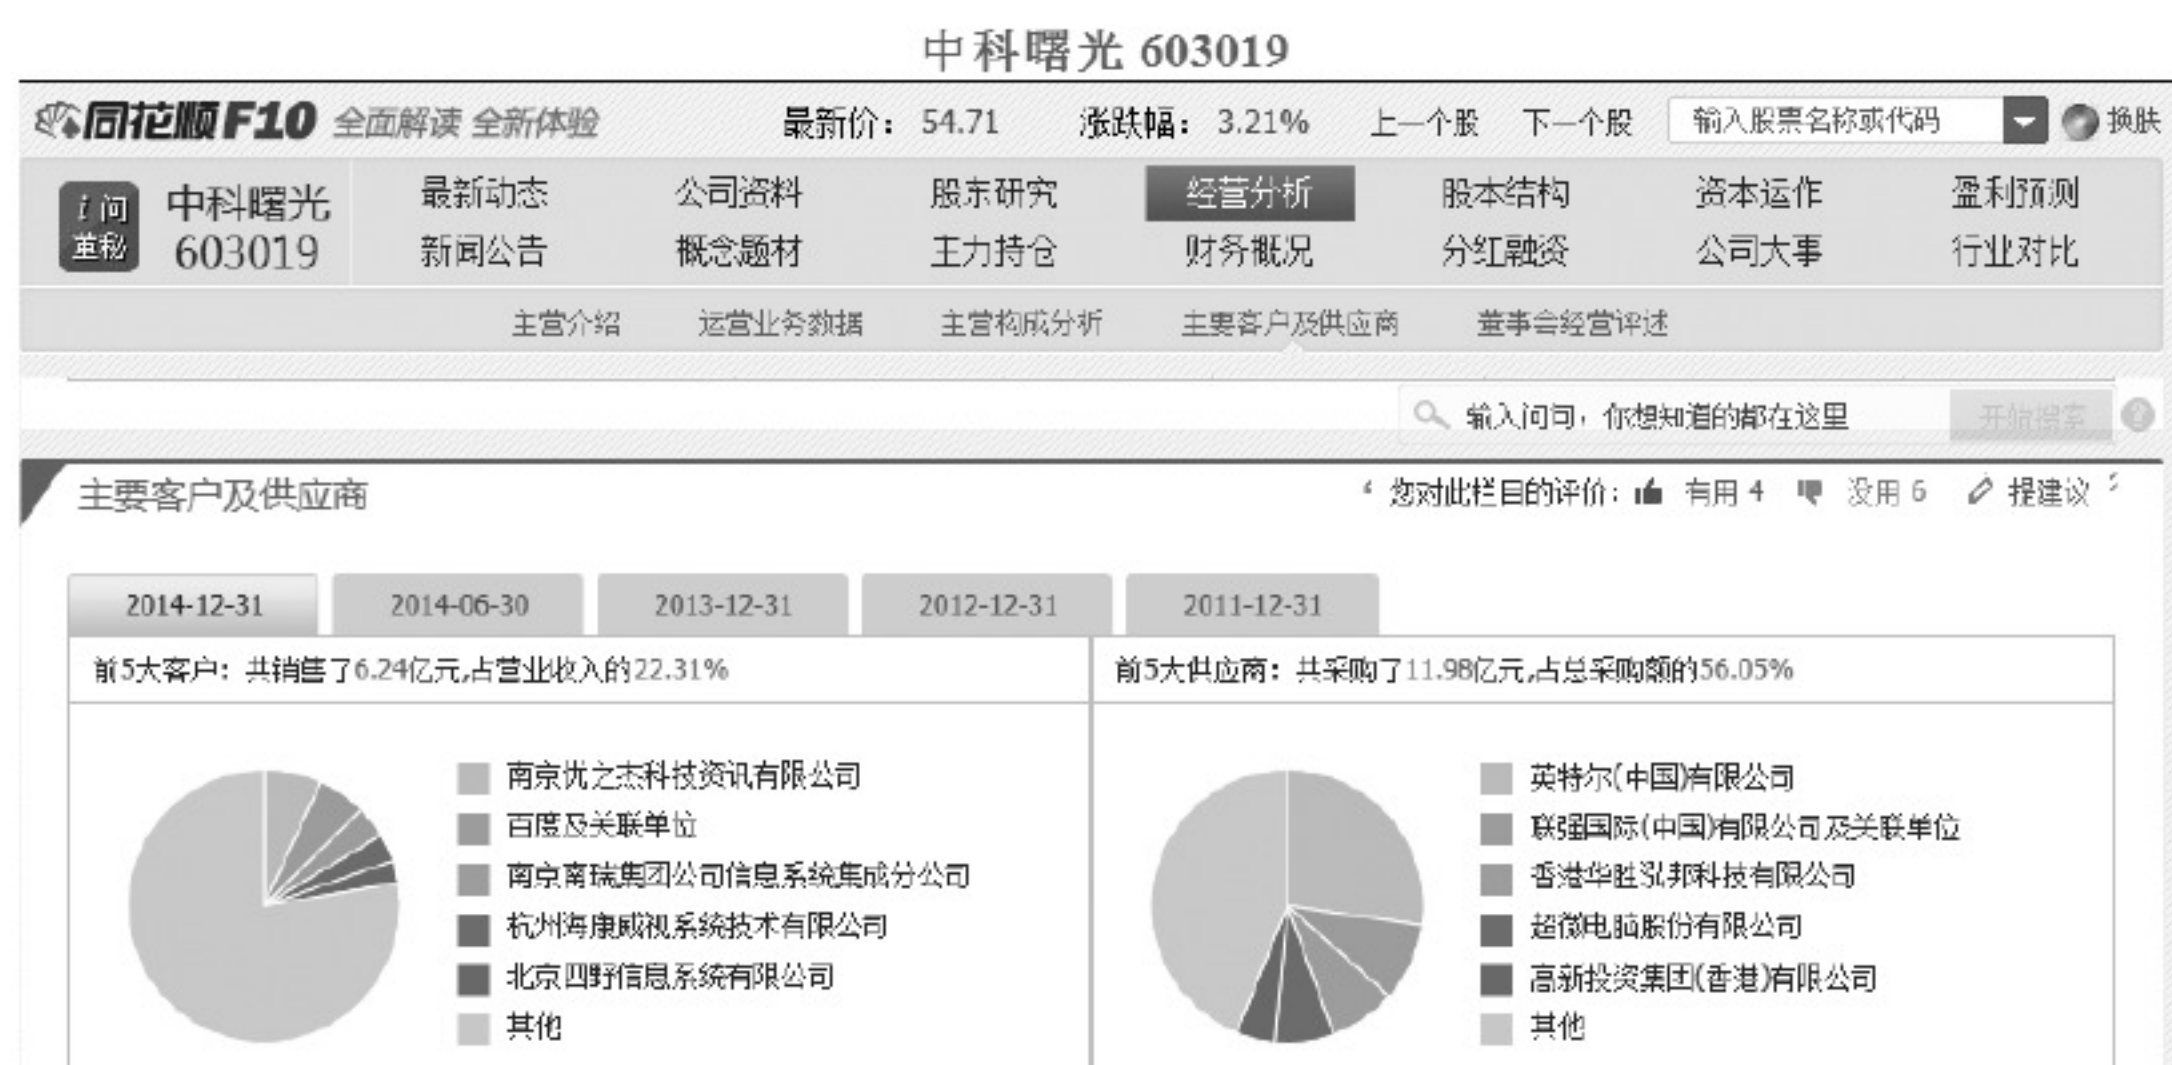 中科曙光 603019
同花顺F10 全面解读 全新体验 最新价: 54.71 涨跌幅: 3.21% 上一个股 下一个股 输入股票名称或代码 换肤
i问董秘 中科曙光 603019
最新动态 公司资料 股东研究 经营分析 股本结构 资本运作 盈利预测
新闻公告 概念题材 主力持仓 财务概况 分红融资 公司大事 行业对比
主营介绍 运营业务数据 主营构成分析 主要客户及供应商 董事会经营评述
输入问句，你想知道的都在这里 开始搜索
主要客户及供应商 您对此栏目的评价: 有用 4 没用 6 提建议
2014-12-31 2014-06-30 2013-12-31 2012-12-31 2011-12-31
前5大客户: 共销售了6.24亿元,占营业收入的22.31%
南京优之杰科技资讯有限公司
百度及关联单位
南京南瑞集团公司信息系统集成分公司
杭州海康威视系统技术有限公司
北京四野信息系统有限公司
其他
前5大供应商: 共采购了11.98亿元,占总采购额的56.05%
英特尔(中国)有限公司
联强国际(中国)有限公司及关联单位
香港华胜泓邦科技有限公司
超微电脑股份有限公司
高新投资集团(香港)有限公司
其他